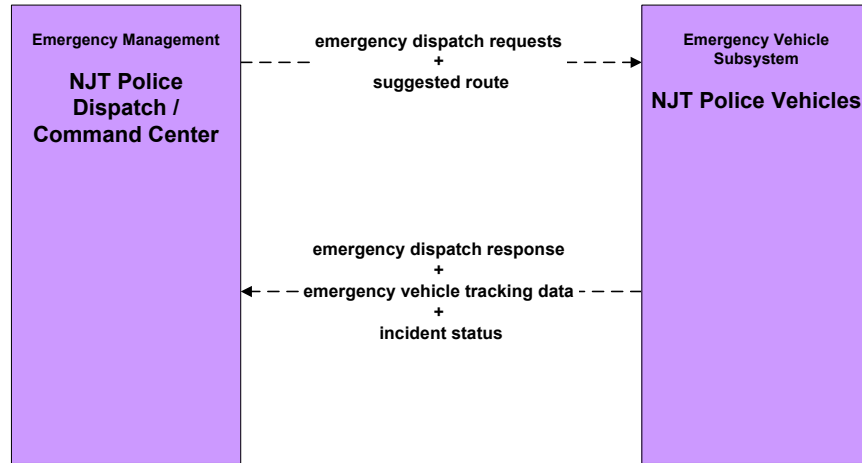 Emergency Management
NJT Police
Dispatch /
Command Center
emergency dispatch requests
+
suggested route
Emergency Vehicle
Subsystem
NJT Police Vehicles
emergency dispatch response
+
emergency vehicle tracking data
+
incident status